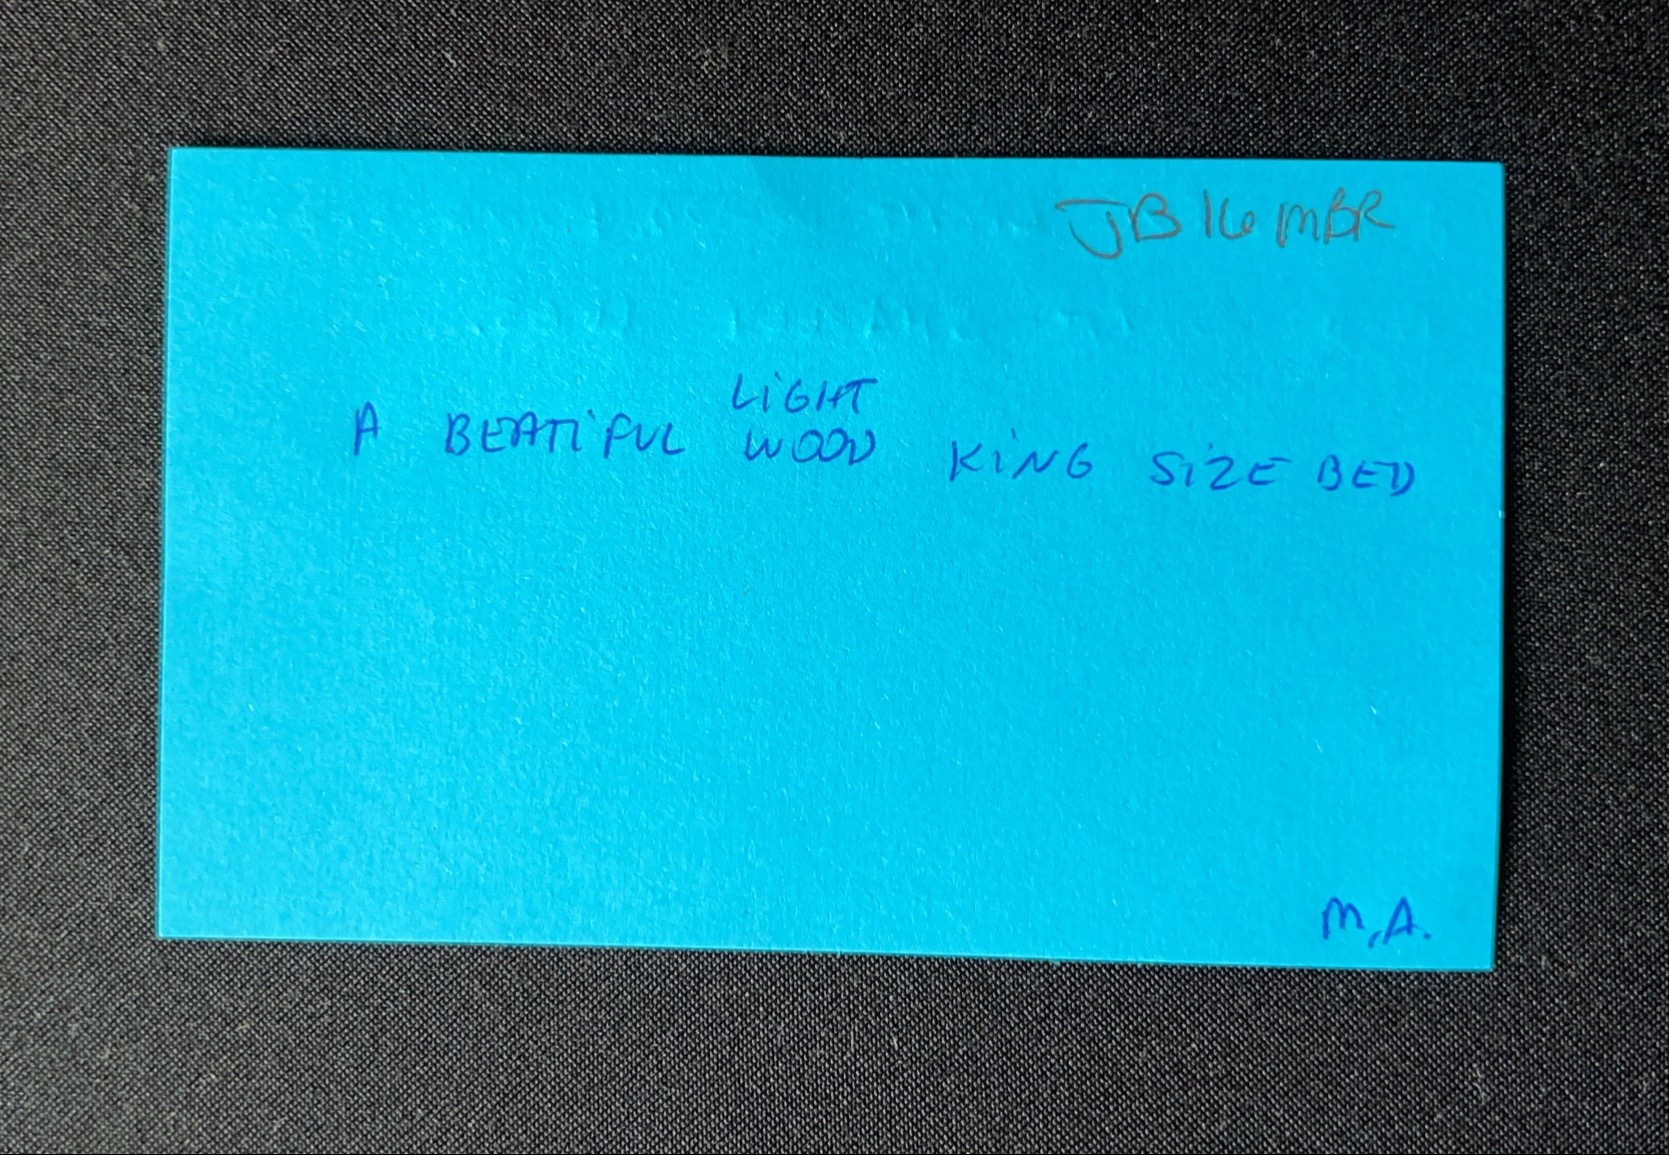 JB 16 MBR
LiGHT
A BEATIFUL WOOD KiNG SiZE BED
M.A.